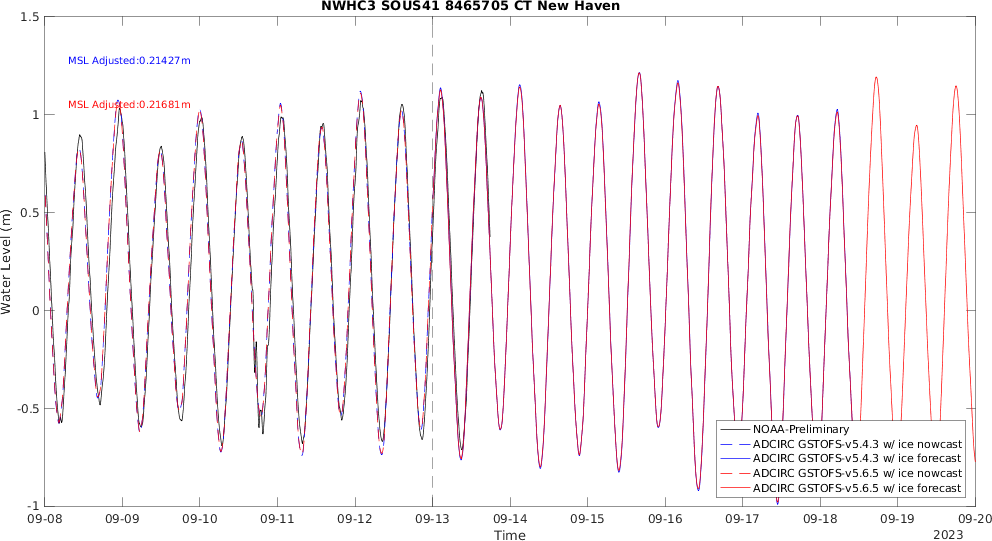 NWHC3 SOUS41 8465705 CT New Haven
1.5
MSL Adjusted:0.21427m
MSL Adjusted:0.21681m
1
0.5
Water Level (m)
0
-0.5
-1
NOAA-Preliminary
ADCIRC GSTOFS-v5.4.3 w/ ice nowcast
ADCIRC GSTOFS-v5.4.3 w/ ice forecast
ADCIRC GSTOFS-v5.6.5 w/ ice nowcast
ADCIRC GSTOFS-v5.6.5 w/ ice forecast
09-08 09-09 09-10 09-11 09-12 09-13 09-14 09-15 09-16 09-17 09-18 09-19 09-20
Time
2023